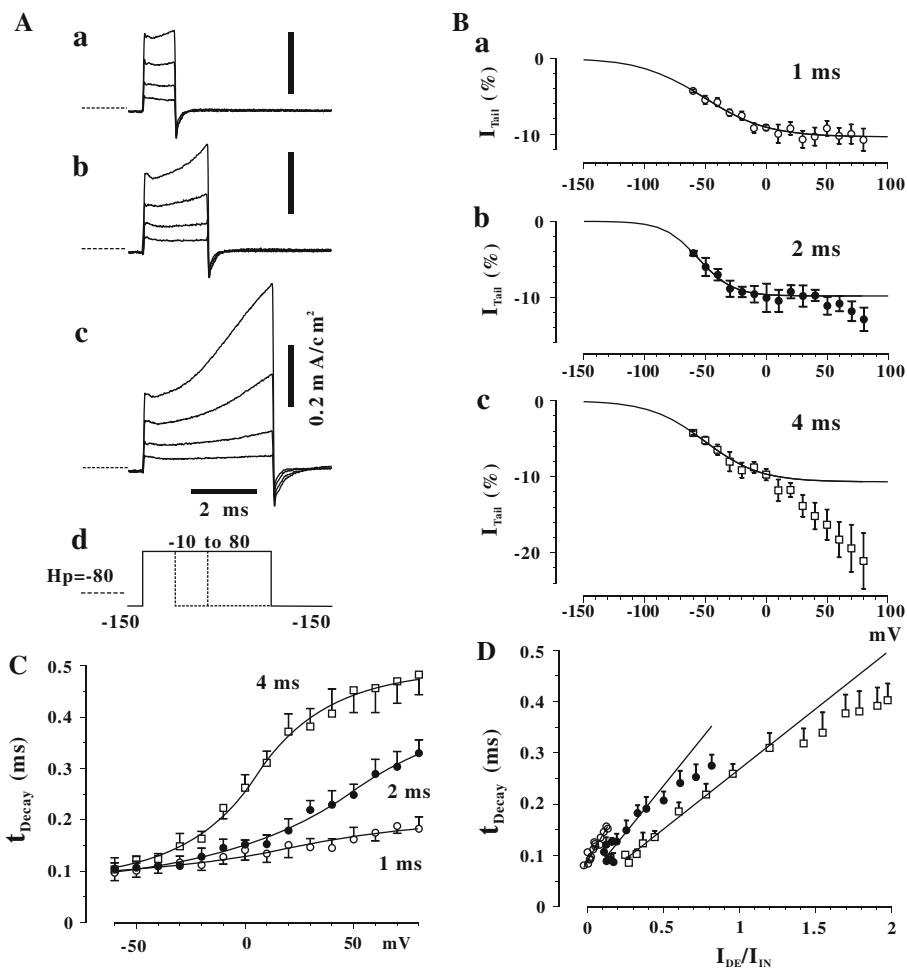 A
a
b
c
0.2 mA/cm²
2 ms
d
-10 to 80
Hp=-80
-150
-150
B
a
1 ms
I_Tail (%)
0
-10
-150
-100
-50
0
50
100
b
2 ms
I_Tail (%)
0
-10
-150
-100
-50
0
50
100
c
4 ms
I_Tail (%)
0
-10
-20
-150
-100
-50
0
50
100
mV
C
t_Decay (ms)
0.5
0.4
0.3
0.2
0.1
0
4 ms
2 ms
1 ms
-50
0
50
mV
D
t_Decay (ms)
0.5
0.4
0.3
0.2
0.1
0
0
0.5
1
1.5
2
I_DE/I_IN